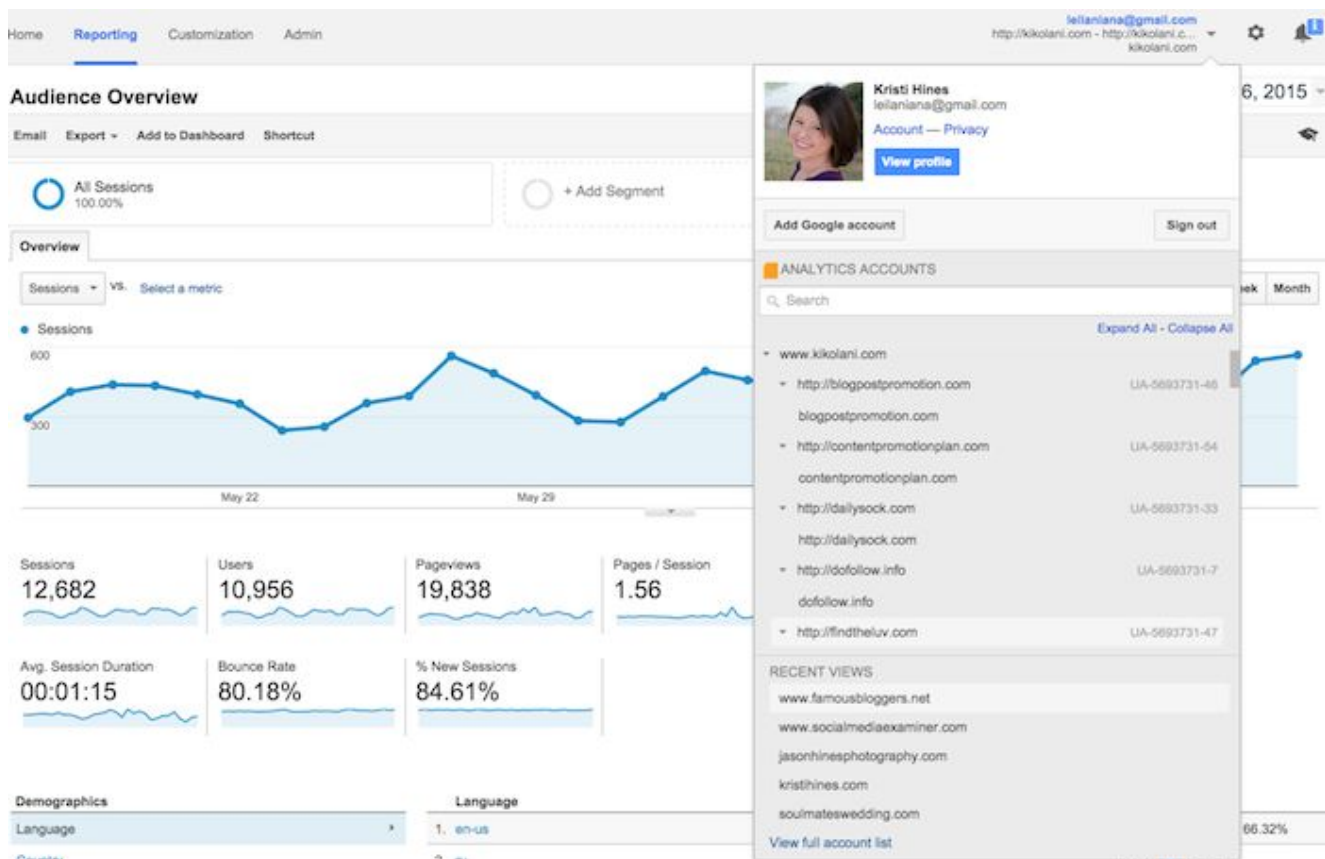 Home Reporting Customization Admin
leilaniana@gmail.com
http://kikolani.com - http://kikolani.c...
kikolani.com
1
Audience Overview
6, 2015
Email Export Add to Dashboard Shortcut
Kristi Hines
leilaniana@gmail.com
Account — Privacy
View profile
All Sessions
100.00%
+ Add Segment
Add Google account Sign out
Overview
Sessions VS. Select a metric
eek Month
Sessions
600
300
May 22 May 29
ANALYTICS ACCOUNTS
Search
Expand All - Collapse All
www.kikolani.com
http://blogpostpromotion.com UA-5693731-46
blogpostpromotion.com
http://contentpromotionplan.com UA-5693731-54
contentpromotionplan.com
http://dailysock.com UA-5693731-33
http://dailysock.com
http://dofollow.info UA-5693731-7
dofollow.info
http://findtheluv.com UA-5693731-47
RECENT VIEWS
www.famousbloggers.net
www.socialmediaexaminer.com
jasonhinesphotography.com
kristihines.com
soulmateswedding.com
View full account list
Sessions Users Pageviews Pages / Session
12,682 10,956 19,838 1.56
Avg. Session Duration Bounce Rate % New Sessions
00:01:15 80.18% 84.61%
Demographics Language
Language 1. en-us 66.32%
Country